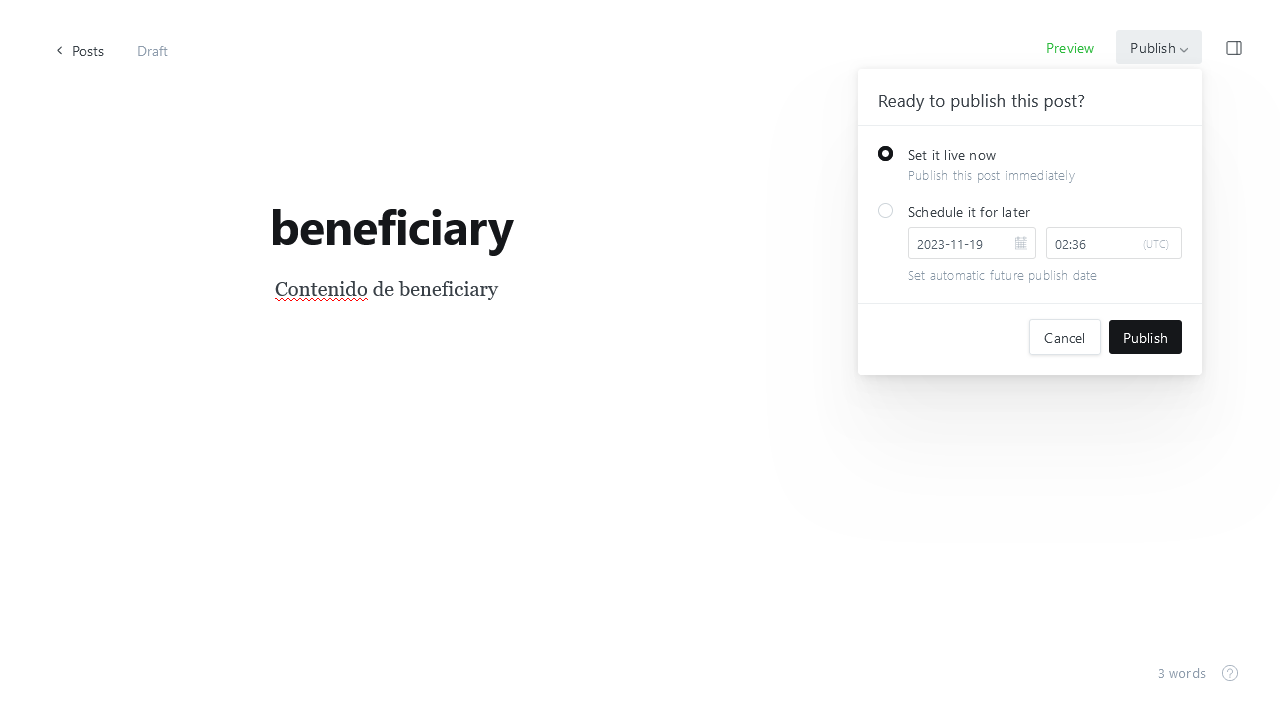 Posts
Draft
Preview
Publish
Ready to publish this post?
Set it live now
Publish this post immediately
Schedule it for later
2023-11-19
02:36
(UTC)
Set automatic future publish date
Cancel
Publish
beneficiary
Contenido de beneficiary
3 words